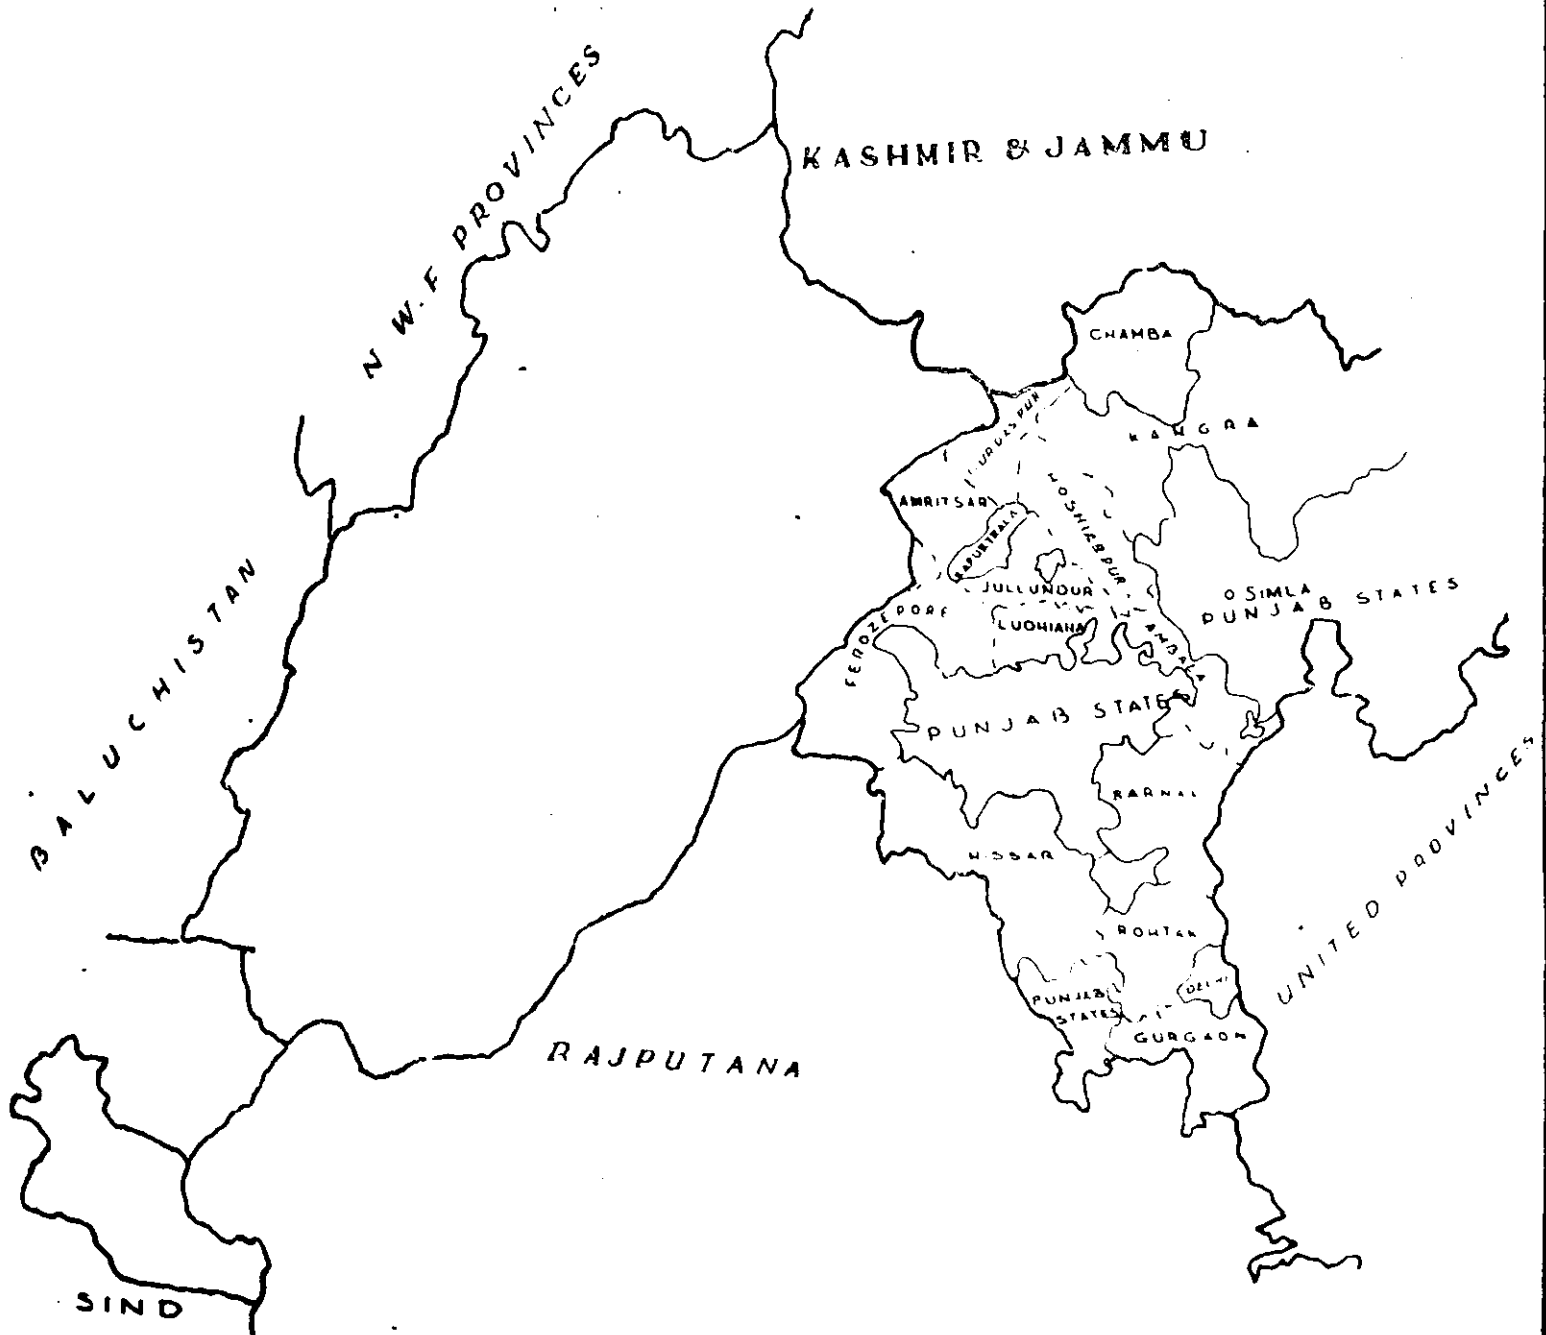 N W.F PROVINCES
KASHMIR & JAMMU
CHAMBA
KANGRA
AMRITSAR
KAPURTHALA
HOSHIARPUR
JULLUNDUR
O SIMLA
PUNJAB STATES
FEROZEPORE
LUDHIANA
AMBALA
BALUCHISTAN
PUNJAB STATES
KARNAL
HISSAR
UNITED PROVINCES
ROHTAK
DELHI
PUNJAB
STATES
GURGAON
RAJPUTANA
SIND